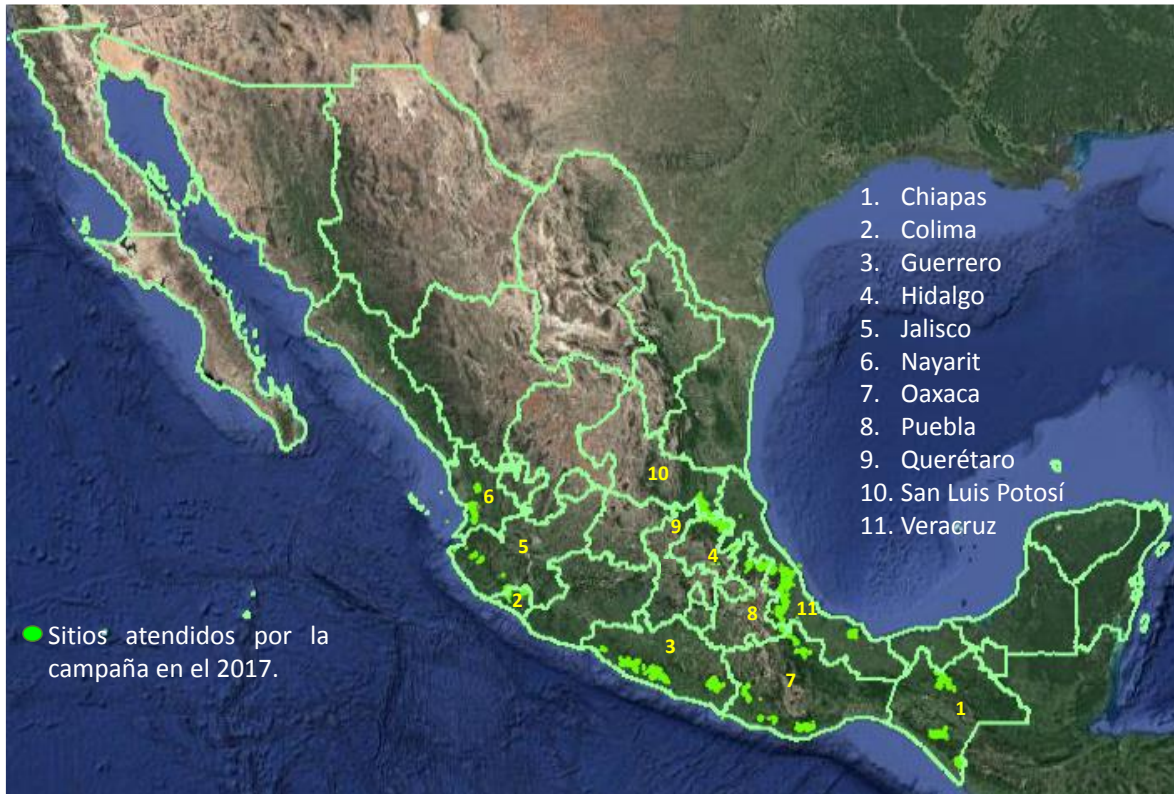 1. Chiapas
2. Colima
3. Guerrero
4. Hidalgo
5. Jalisco
6. Nayarit
7. Oaxaca
8. Puebla
9. Querétaro
10. San Luis Potosí
11. Veracruz
10
6
9
5
4
2
8
11
Sitios atendidos por la
campaña en el 2017.
3
7
1